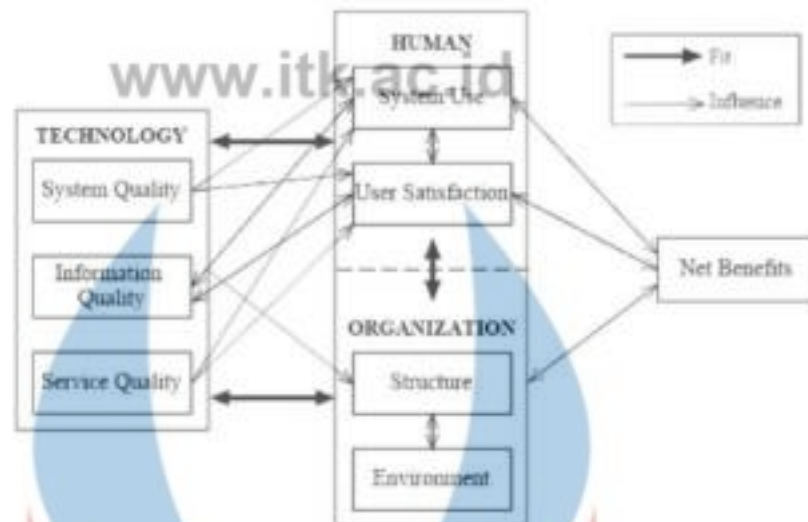 www.itk.ac.id
HUMAN
System Use
User Satisfaction
Fit
Influence
TECHNOLOGY
System Quality
Information
Quality
Service Quality
Net Benefits
ORGANIZATION
Structure
Environment